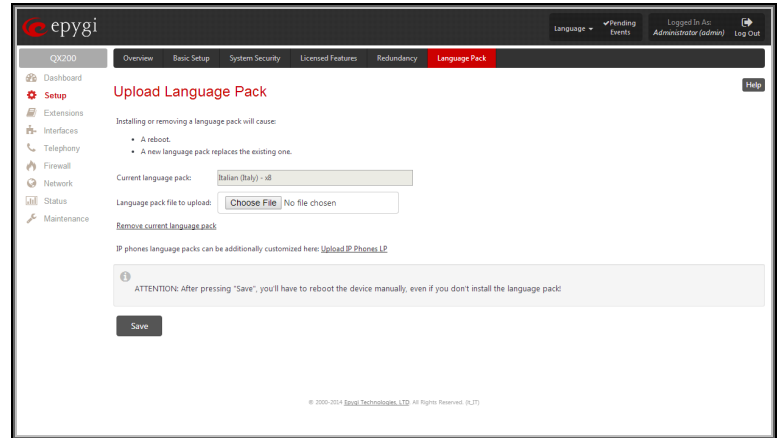 epygi
Language
✔Pending Events
Logged In As:
Administrator (admin)
Log Out
QX200
Overview
Basic Setup
System Security
Licensed Features
Redundancy
Language Pack
Dashboard
Setup
Extensions
Interfaces
Telephony
Firewall
Network
Status
Maintenance
Upload Language Pack
Help
Installing or removing a language pack will cause:
• A reboot.
• A new language pack replaces the existing one.
Current language pack: Italian (Italy) - x8
Language pack file to upload: Choose File No file chosen
Remove current language pack
IP phones language packs can be additionally customized here: Upload IP Phones LP
ATTENTION: After pressing "Save", you'll have to reboot the device manually, even if you don't install the language pack!
Save
© 2000-2014 Epygi Technologies, LTD. All Rights Reserved. (it_IT)